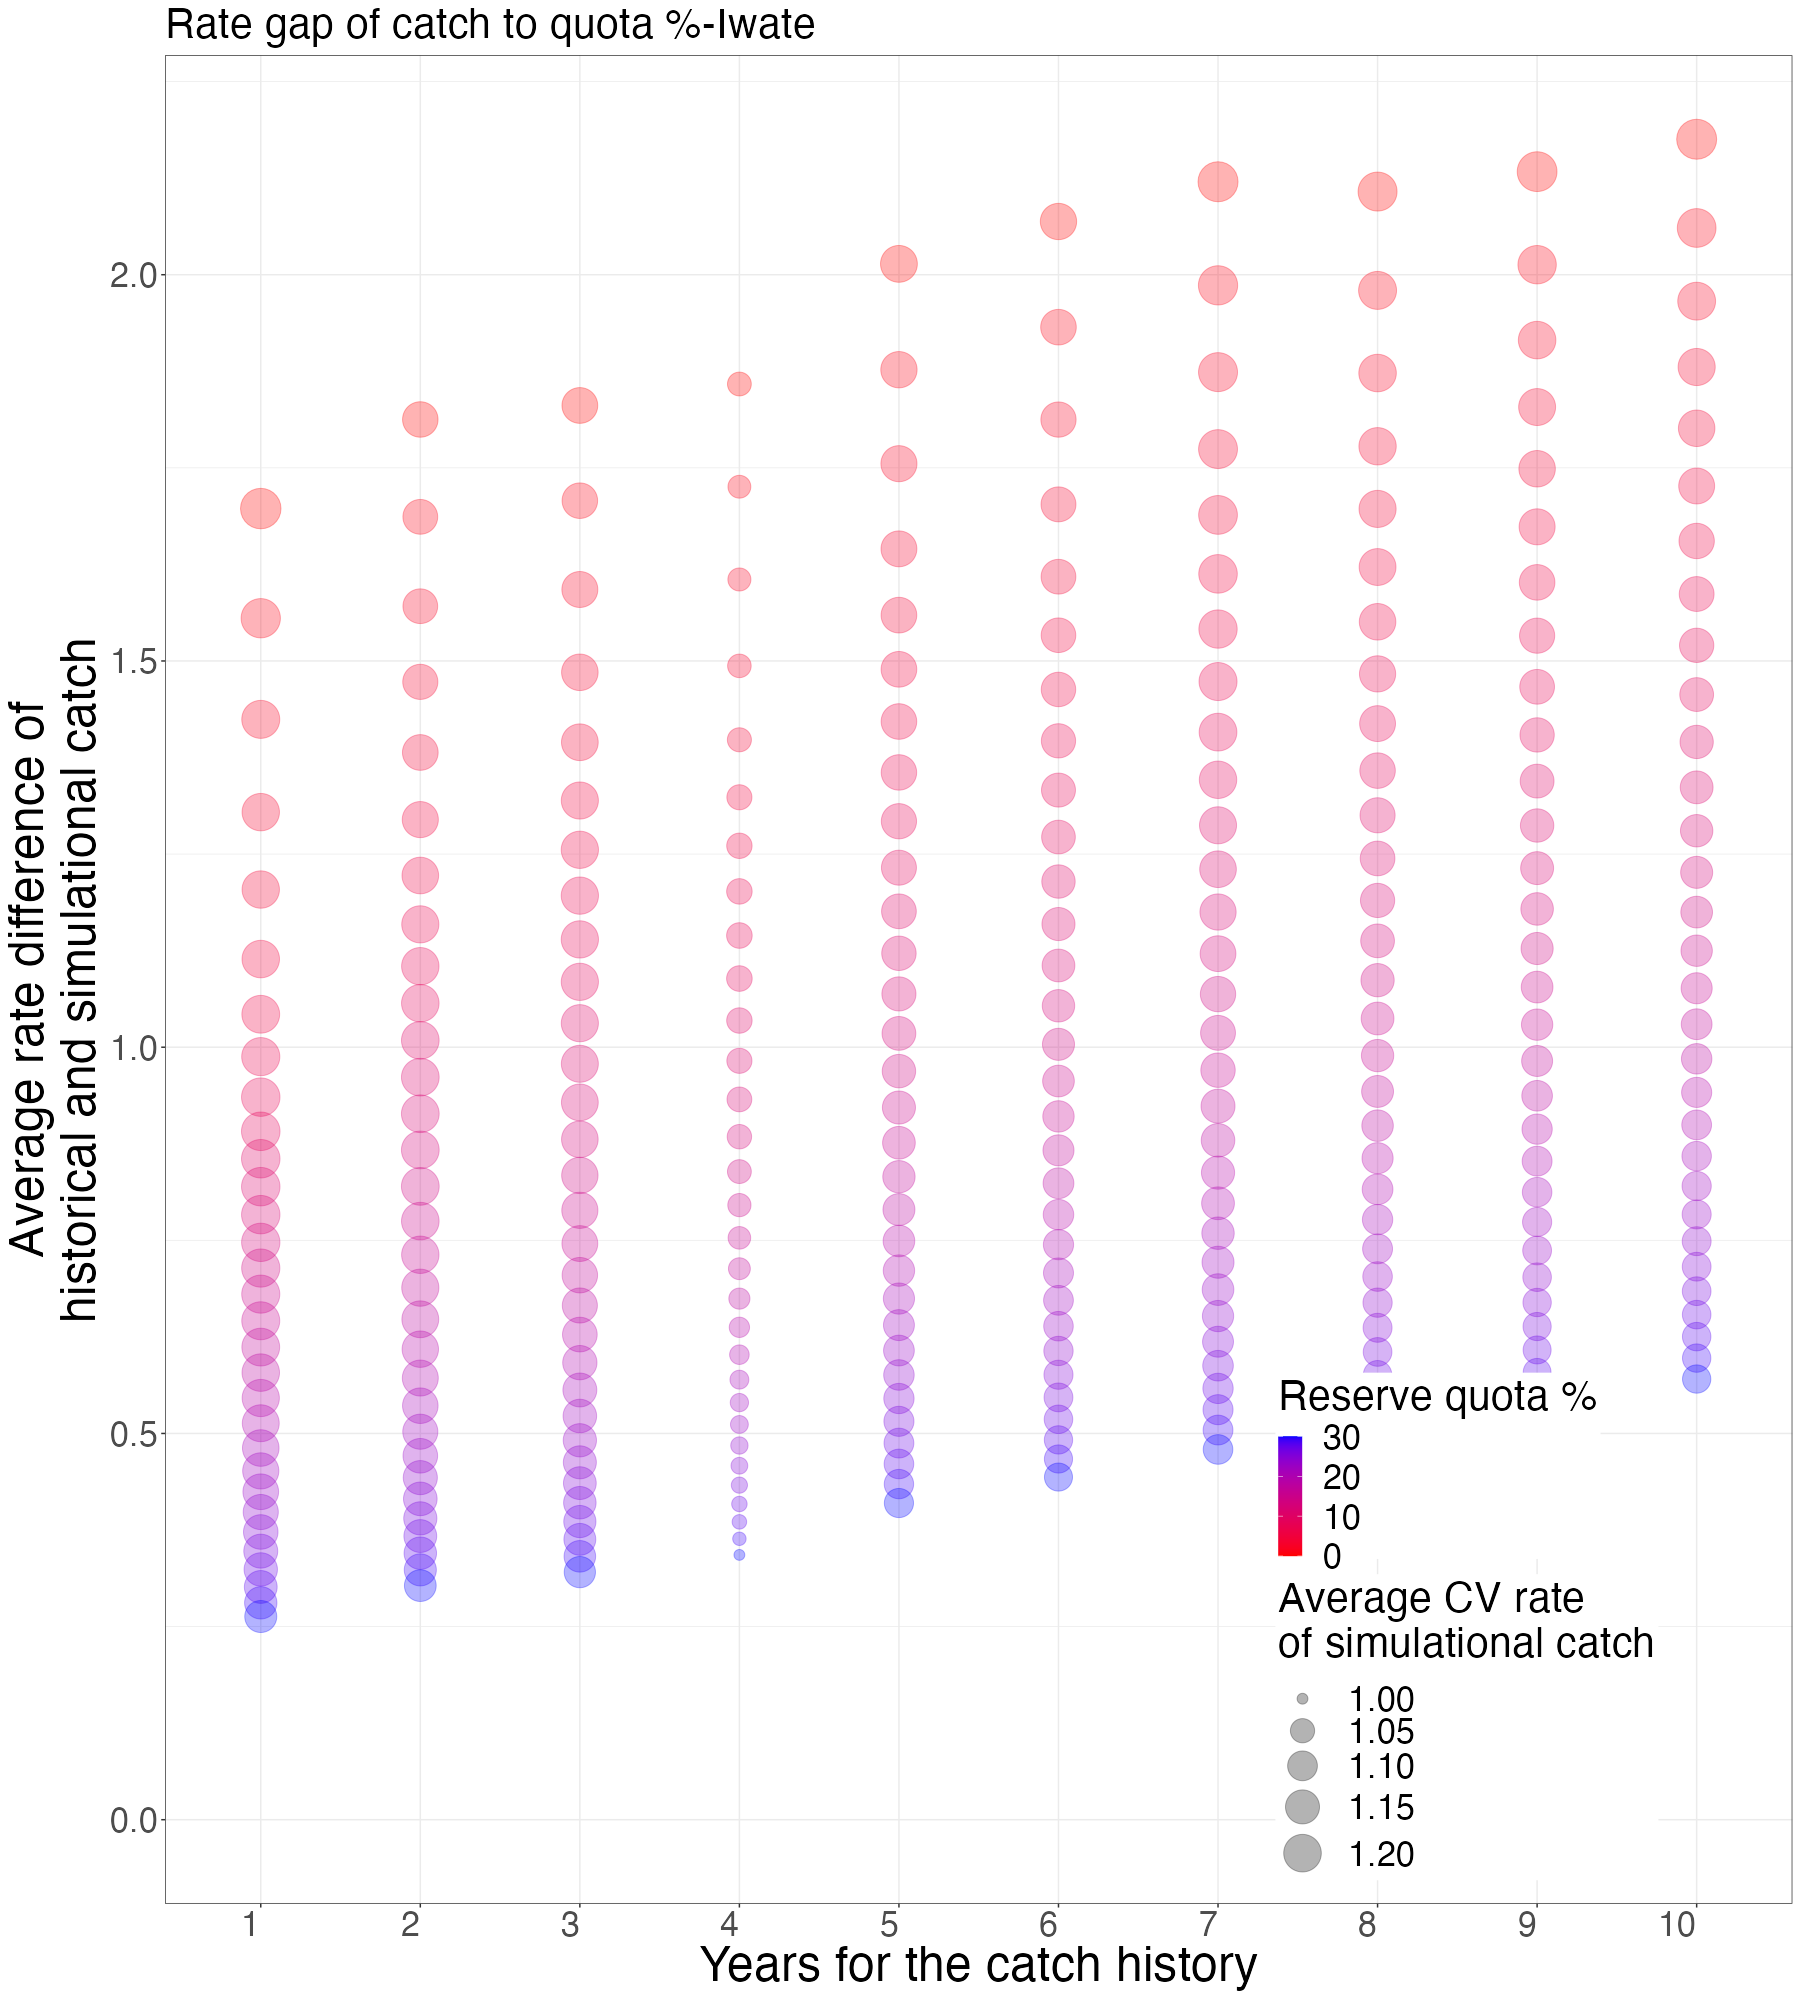 Rate gap of catch to quota %-Iwate
Average rate difference of
historical and simulational catch
2.0
1.5
1.0
0.5
0.0
Reserve quota %
30
20
10
0
Average CV rate
of simulational catch
1.00
1.05
1.10
1.15
1.20
1 2 3 4 5 6 7 8 9 10
Years for the catch history